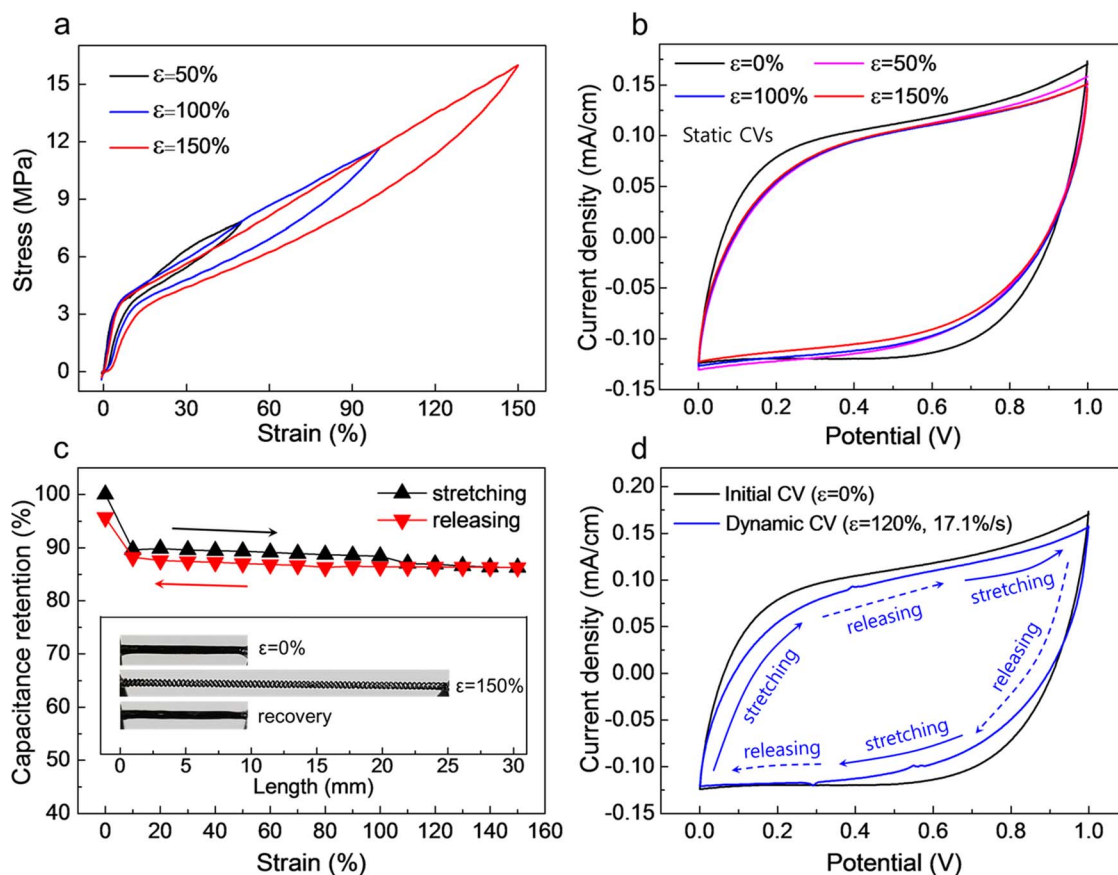 a
ε=50%
ε=100%
ε=150%
Stress (MPa)
16
12
9
6
3
0
0 30 60 90 120 150
Strain (%)
b
ε=0% ε=50%
ε=100% ε=150%
Static CVs
Current density (mA/cm)
0.15
0.10
0.05
0.00
-0.05
-0.10
-0.15
0.0 0.2 0.4 0.6 0.8 1.0
Potential (V)
c
stretching
releasing
Capacitance retention (%)
100
90
80
70
60
50
40
ε=0%
ε=150%
recovery
0 5 10 15 20 25 30
Length (mm)
0 20 40 60 80 100 120 140 160
Strain (%)
d
Initial CV (ε=0%)
Dynamic CV (ε=120%, 17.1%/s)
Current density (mA/cm)
0.20
0.15
0.10
0.05
0.00
-0.05
-0.10
-0.15
stretching
releasing
stretching
releasing
stretching
releasing
0.0 0.2 0.4 0.6 0.8 1.0
Potential (V)